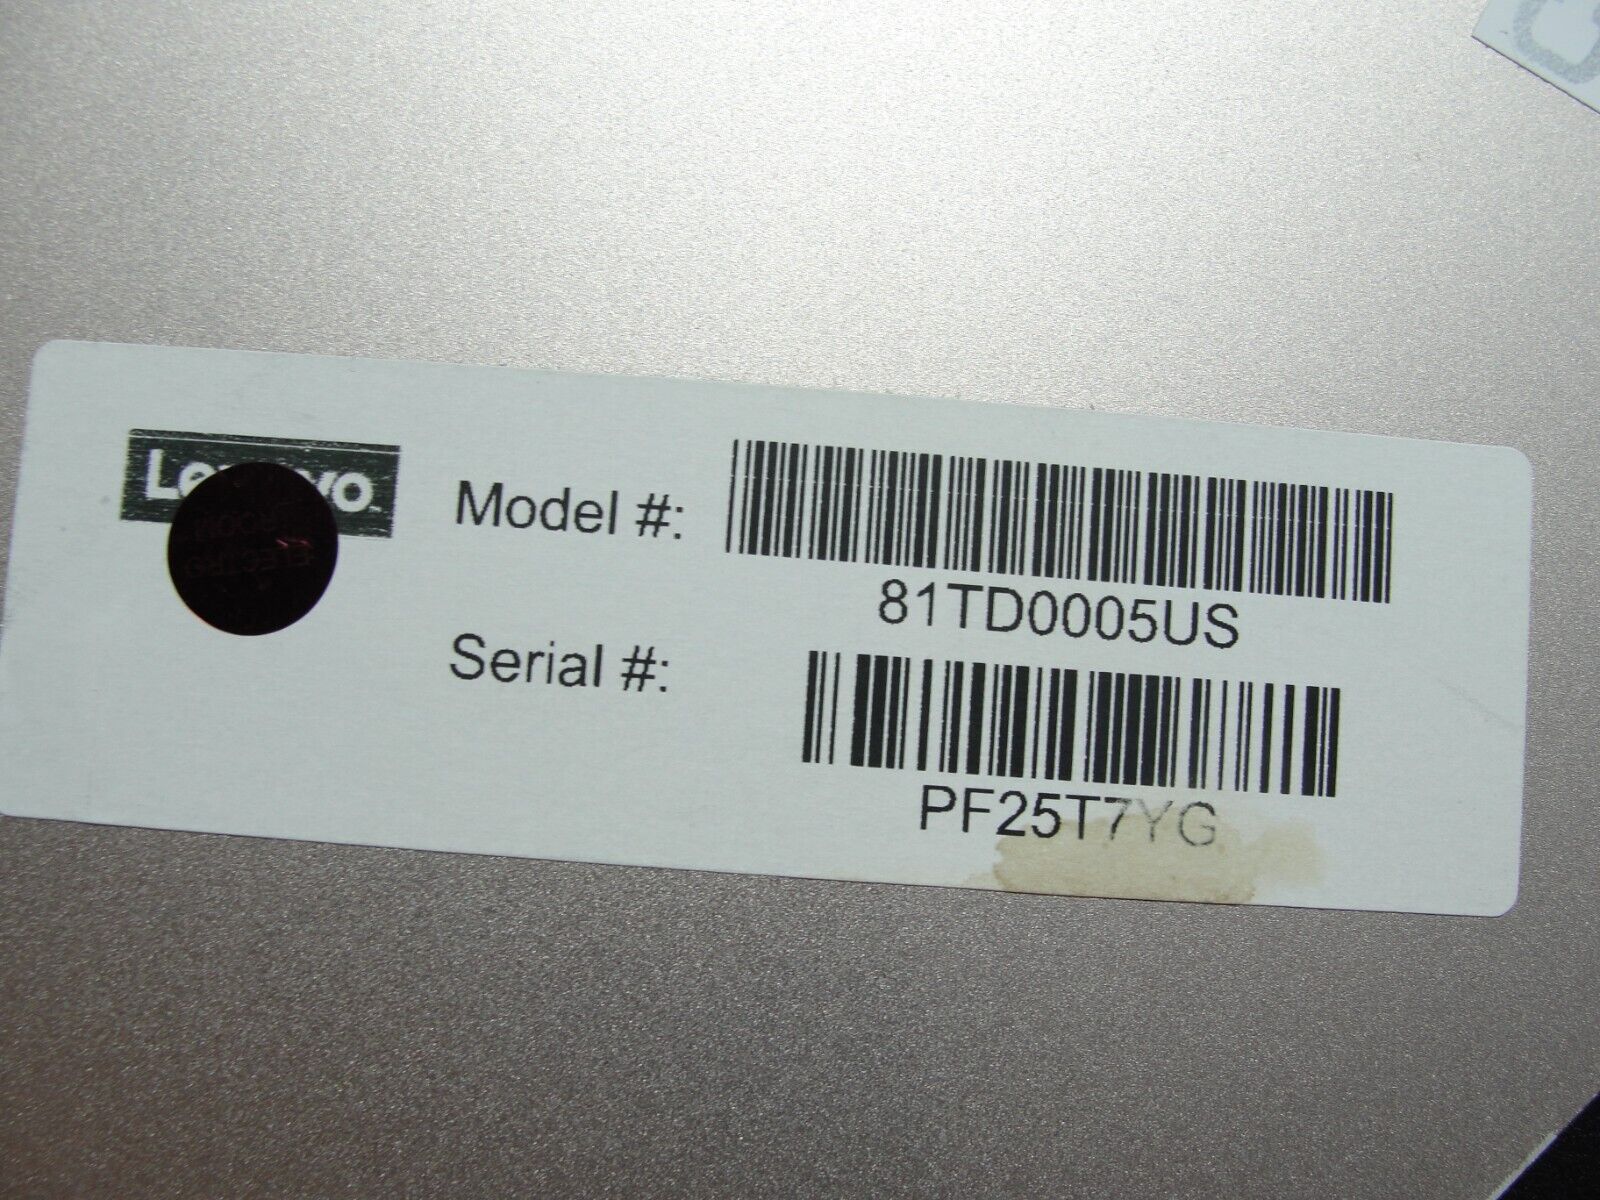 Model #:
81TD0005US
Serial #:
PF25T7YG